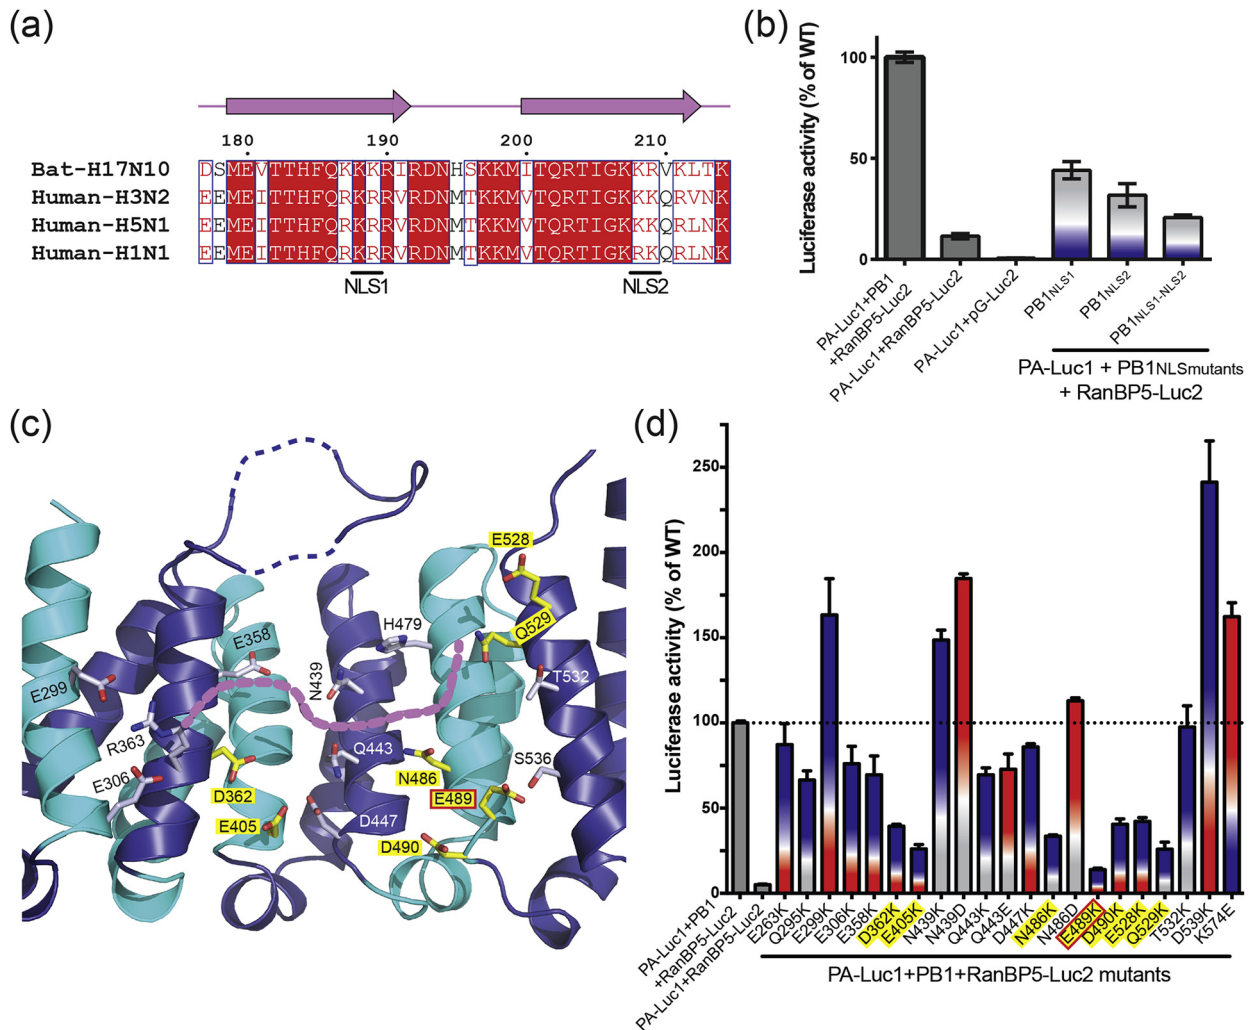 (a)
180 190 200 210
Bat-H17N10 DSMEVTTHFQKKRRIRDNHSKKMITQRTIGKKRVKLTK
Human-H3N2 EEMEITTHFQRKRRVRDNMTKKMVTQRTIGKKKQRVNK
Human-H5N1 EEMEITTHFQRKRRVRDNMTKKMVTQRTIGKRKQRLNK
Human-H1N1 EEMEITTHFQRKRRVRDNMTKKMVTQRTIGKRKQRLNK
NLS1 NLS2
(b)
Luciferase activity (% of WT)
100
50
0
PA-Luc1+PB1
+RanBP5-Luc2
PA-Luc1+RanBP5-Luc2
PA-Luc1+pG-Luc2
PB1NLS1
PB1NLS2
PB1NLS1-NLS2
PA-Luc1 + PB1NLSmutants
+ RanBP5-Luc2
(c)
E528
Q529
H479
E358
N439
T532
E299
R363
Q443
S536
E306
N486
D362
E489
E405
D447
D490
(d)
Luciferase activity (% of WT)
250
200
150
100
50
0
PA-Luc1+PB1
+RanBP5-Luc2
PA-Luc1+RanBP5-Luc2
E263K
Q295K
E299K
E306K
E358K
D362K
E405K
N439K
N439D
Q443K
Q443E
D447K
N486K
N486D
E489K
D490K
E528K
Q529K
T532K
D539K
K574E
PA-Luc1+PB1+RanBP5-Luc2 mutants